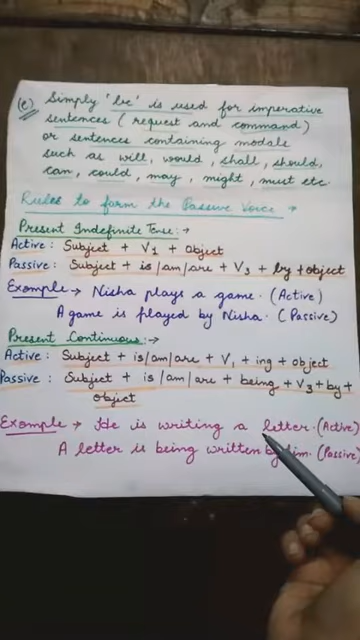 (e) Simply 'be' is used for imperative
sentences (request and command)
or sentences containing modals
such as will, would, shall, should,
can, could, may, might, must etc.
Rules to form the Passive Voice →
Present Indefinite Tense :→
Active : Subject + V1 + Object
Passive : Subject + is/am/are + V3 + by + object
Example → Nisha plays a game. (Active)
A game is played by Nisha. (Passive)
Present Continuous :→
Active : Subject + is/am/are + V1 + ing + object
Passive : Subject + is/am/are + being + V3 + by +
object
Example → He is writing a letter. (Active)
A letter is being written by him. (Passive)